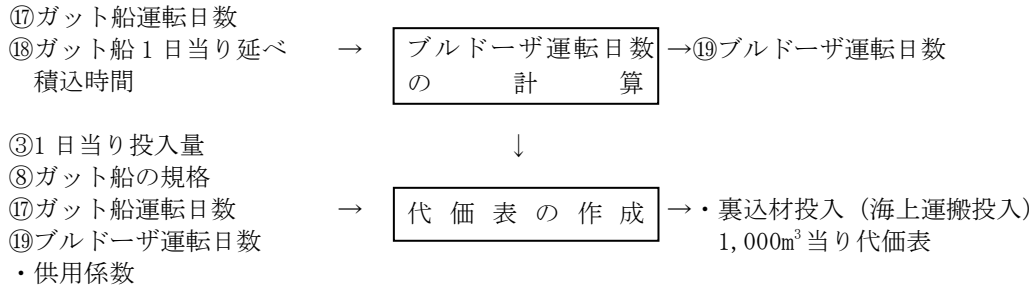 ⑰ガット船運転日数
⑱ガット船1日当り延べ → ブルドーザ運転日数 →⑲ブルドーザ運転日数
積込時間 の計算
③1日当り投入量 ↓
⑧ガット船の規格
⑰ガット船運転日数 → 代価表の作成 →・裏込材投入（海上運搬投入）
⑲ブルドーザ運転日数 1,000m³当り代価表
・供用係数